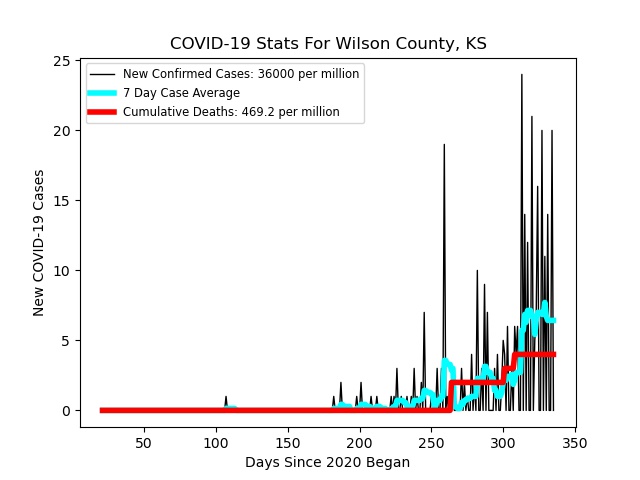 COVID-19 Stats For Wilson County, KS
New Confirmed Cases: 36000 per million
7 Day Case Average
Cumulative Deaths: 469.2 per million
New COVID-19 Cases
25
20
15
10
5
0
50
100
150
200
250
300
350
Days Since 2020 Began